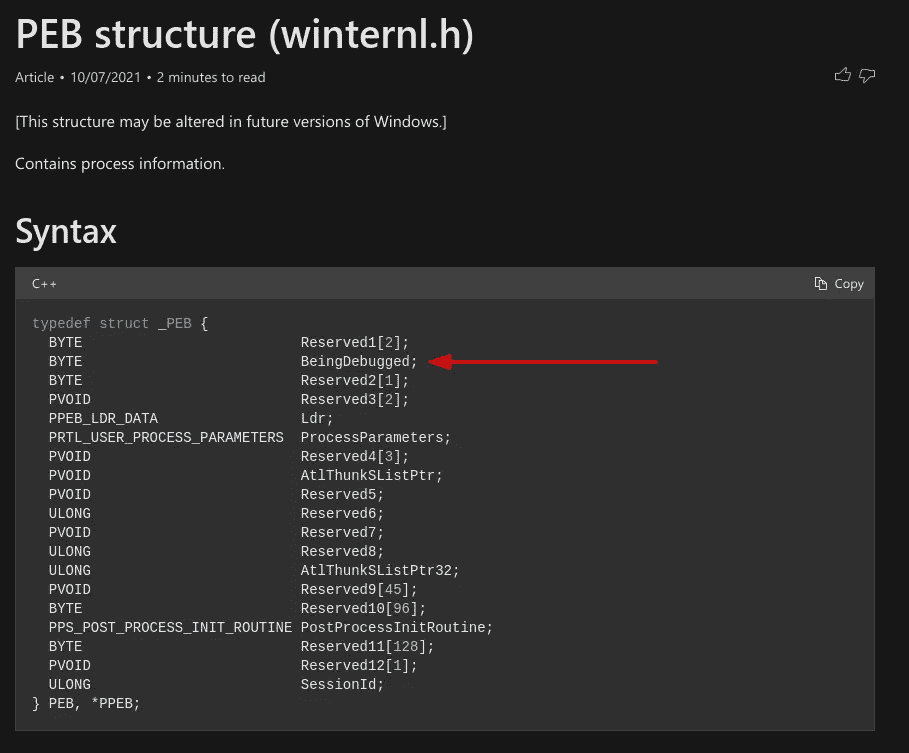 PEB structure (winternl.h)
Article • 10/07/2021 • 2 minutes to read
[This structure may be altered in future versions of Windows.]
Contains process information.
Syntax
C++ Copy
typedef struct _PEB {
  BYTE                          Reserved1[2];
  BYTE                          BeingDebugged;
  BYTE                          Reserved2[1];
  PVOID                         Reserved3[2];
  PPEB_LDR_DATA                 Ldr;
  PRTL_USER_PROCESS_PARAMETERS  ProcessParameters;
  PVOID                         Reserved4[3];
  PVOID                         AtlThunkSListPtr;
  PVOID                         Reserved5;
  ULONG                         Reserved6;
  PVOID                         Reserved7;
  ULONG                         Reserved8;
  ULONG                         AtlThunkSListPtr32;
  PVOID                         Reserved9[45];
  BYTE                          Reserved10[96];
  PPS_POST_PROCESS_INIT_ROUTINE PostProcessInitRoutine;
  BYTE                          Reserved11[128];
  PVOID                         Reserved12[1];
  ULONG                         SessionId;
} PEB, *PPEB;